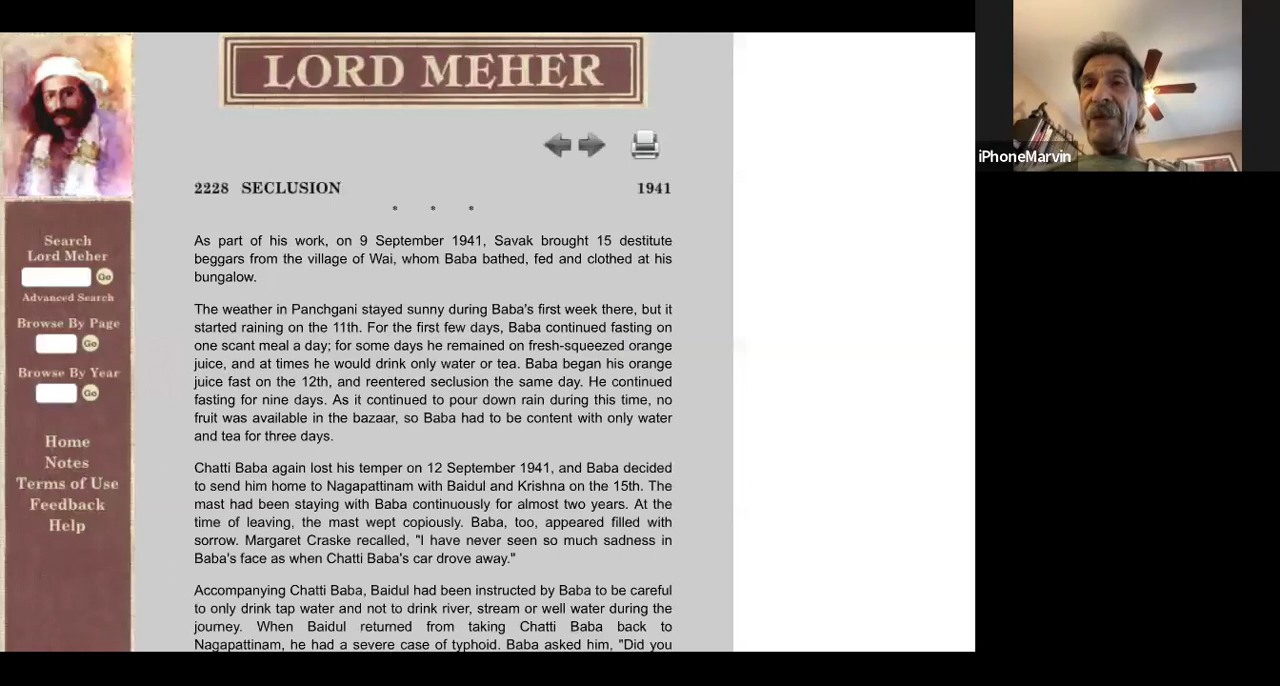 LORD MEHER
2228 SECLUSION 1941
* * *
As part of his work, on 9 September 1941, Savak brought 15 destitute
beggars from the village of Wai, whom Baba bathed, fed and clothed at his
bungalow.
The weather in Panchgani stayed sunny during Baba's first week there, but it
started raining on the 11th. For the first few days, Baba continued fasting on
one scant meal a day; for some days he remained on fresh-squeezed orange
juice, and at times he would drink only water or tea. Baba began his orange
juice fast on the 12th, and reentered seclusion the same day. He continued
fasting for nine days. As it continued to pour down rain during this time, no
fruit was available in the bazaar, so Baba had to be content with only water
and tea for three days.
Chatti Baba again lost his temper on 12 September 1941, and Baba decided
to send him home to Nagapattinam with Baidul and Krishna on the 15th. The
mast had been staying with Baba continuously for almost two years. At the
time of leaving, the mast wept copiously. Baba, too, appeared filled with
sorrow. Margaret Craske recalled, "I have never seen so much sadness in
Baba's face as when Chatti Baba's car drove away."
Accompanying Chatti Baba, Baidul had been instructed by Baba to be careful
to only drink tap water and not to drink river, stream or well water during the
journey. When Baidul returned from taking Chatti Baba back to
Nagapattinam, he had a severe case of typhoid. Baba asked him, "Did you
Search
Lord Meher
Go
Advanced Search
Browse By Page
Go
Browse By Year
Go
Home
Notes
Terms of Use
Feedback
Help
iPhoneMarvin